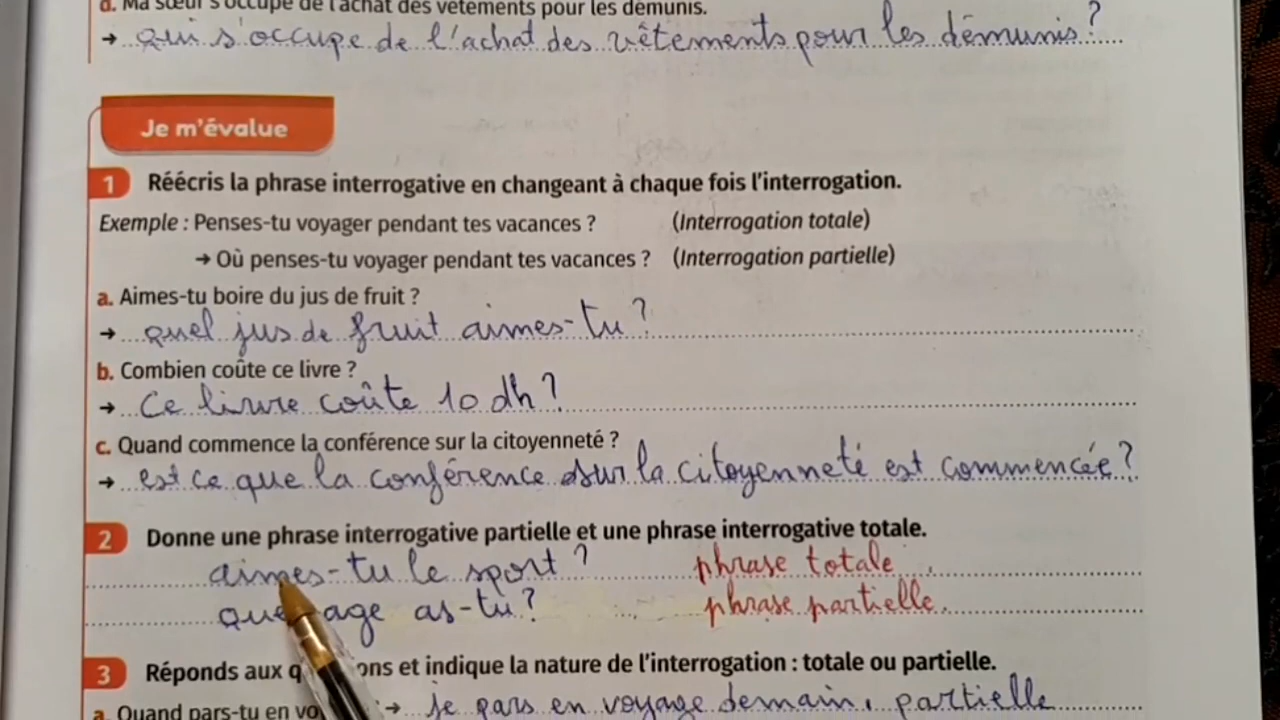 d. Ma sœur s'occupe de l'achat des vêtements pour les démunis.
→ qui s'occupe de l'achat des vêtements pour les démunis ?
Je m'évalue
1 Réécris la phrase interrogative en changeant à chaque fois l'interrogation.
Exemple : Penses-tu voyager pendant tes vacances ? (Interrogation totale)
→ Où penses-tu voyager pendant tes vacances ? (Interrogation partielle)
a. Aimes-tu boire du jus de fruit ?
→ quel jus de fruit aimes-tu ?
b. Combien coûte ce livre ?
→ Ce livre coûte 10 dh ?
c. Quand commence la conférence sur la citoyenneté ?
→ est ce que la conférence sur la citoyenneté est commencée ?
2 Donne une phrase interrogative partielle et une phrase interrogative totale.
aimes-tu le sport ? phrase totale
age as-tu ? phrase partielle.
3 Réponds aux et indique la nature de l'interrogation : totale ou partielle.
a. Quand pars-tu en → je pars en voyage demain, partielle